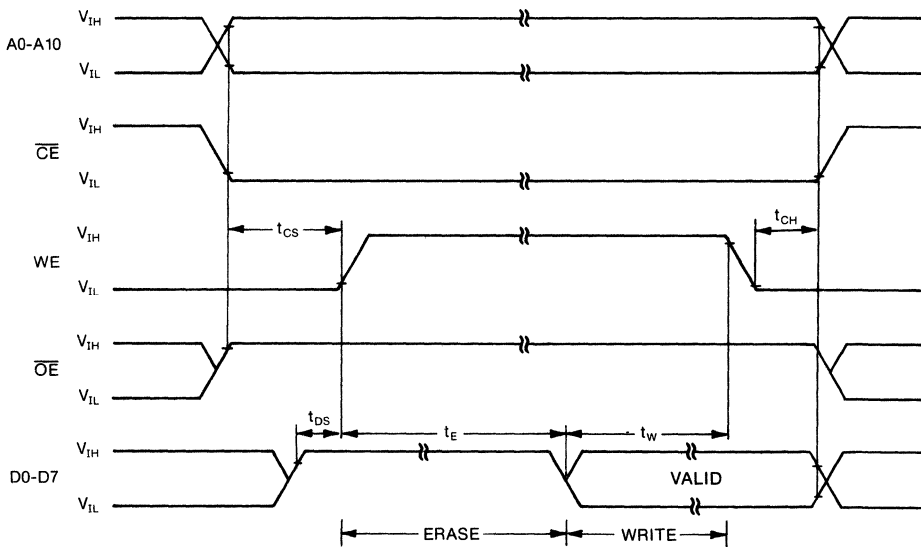 A0-A10
V_IH
V_IL
CE
V_IH
V_IL
t_CS
t_CH
WE
V_IH
V_IL
OE
V_IH
V_IL
t_DS
t_E
t_W
D0-D7
V_IH
V_IL
VALID
ERASE
WRITE